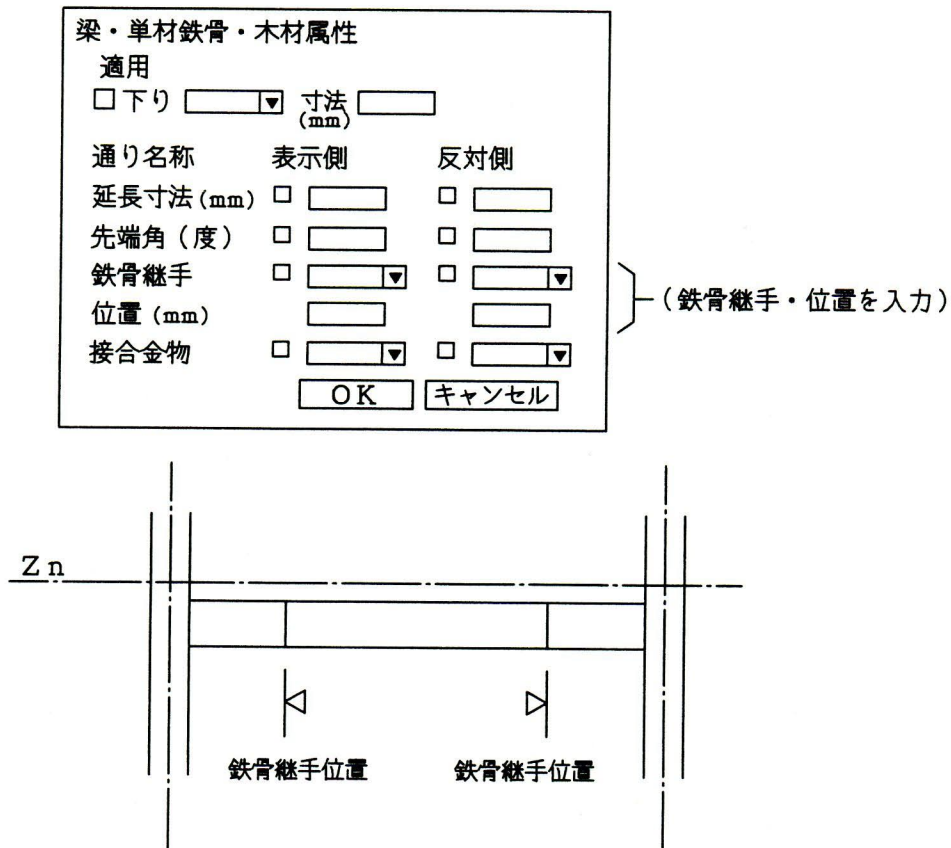 梁・単材鉄骨・木材属性
適用
下り 寸法(mm)
通り名称 表示側 反対側
延長寸法(mm)
先端角(度)
鉄骨継手
位置(mm)
(鉄骨継手・位置を入力)
接合金物
OK キャンセル
Zn
鉄骨継手位置 鉄骨継手位置